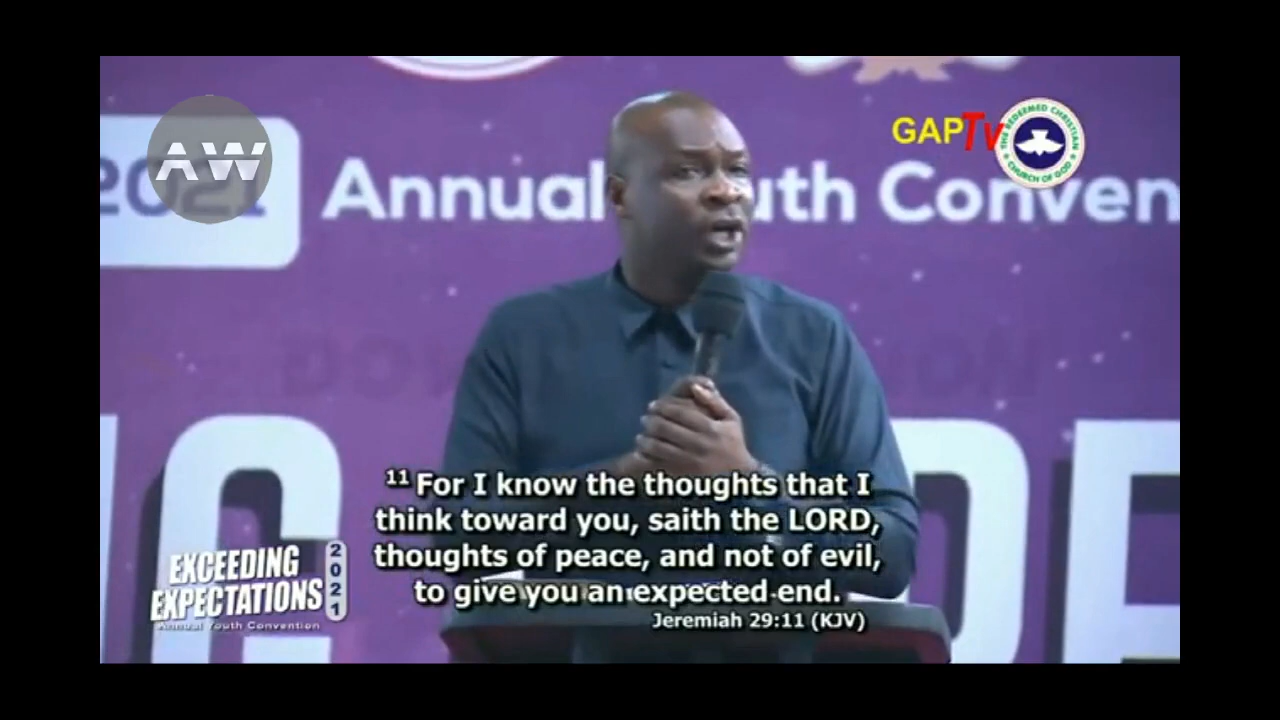 2021
AW
Annual
uth Conven
GAP Tv
THE REDEEMED CHRISTIAN
CHURCH OF GOD
11 For I know the thoughts that I
think toward you, saith the LORD,
thoughts of peace, and not of evil,
to give you an expected end.
Jeremiah 29:11 (KJV)
EXCEEDING
EXPECTATIONS
2021
Annual Youth Convention